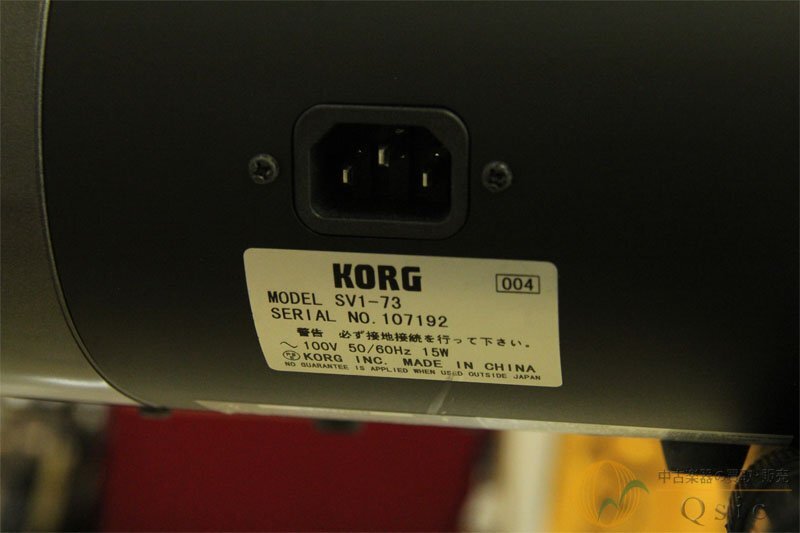 KORG
004
MODEL SV1-73
SERIAL NO. 107192
警告 必ず接地接続を行って下さい。
～ 100V 50/60Hz 15W
KORG INC. MADE IN CHINA
NO GUARANTEE IS APPLIED WHEN USED OUTSIDE JAPAN
中古楽器の買取・販売
Qsic